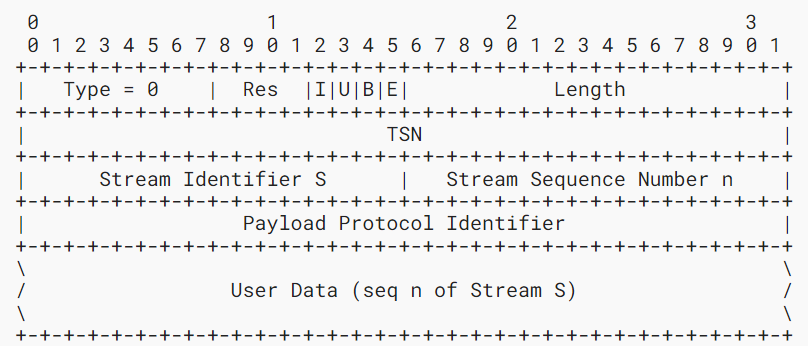 0                   1                   2                   3
 0 1 2 3 4 5 6 7 8 9 0 1 2 3 4 5 6 7 8 9 0 1 2 3 4 5 6 7 8 9 0 1
+-+-+-+-+-+-+-+-+-+-+-+-+-+-+-+-+-+-+-+-+-+-+-+-+-+-+-+-+-+-+-+-+
|   Type = 0    |  Res  |I|U|B|E|            Length             |
+-+-+-+-+-+-+-+-+-+-+-+-+-+-+-+-+-+-+-+-+-+-+-+-+-+-+-+-+-+-+-+-+
|                              TSN                              |
+-+-+-+-+-+-+-+-+-+-+-+-+-+-+-+-+-+-+-+-+-+-+-+-+-+-+-+-+-+-+-+-+
|      Stream Identifier S      |   Stream Sequence Number n    |
+-+-+-+-+-+-+-+-+-+-+-+-+-+-+-+-+-+-+-+-+-+-+-+-+-+-+-+-+-+-+-+-+
|                  Payload Protocol Identifier                  |
+-+-+-+-+-+-+-+-+-+-+-+-+-+-+-+-+-+-+-+-+-+-+-+-+-+-+-+-+-+-+-+-+
\                                                               \
/                 User Data (seq n of Stream S)                 /
\                                                               \
+-+-+-+-+-+-+-+-+-+-+-+-+-+-+-+-+-+-+-+-+-+-+-+-+-+-+-+-+-+-+-+-+